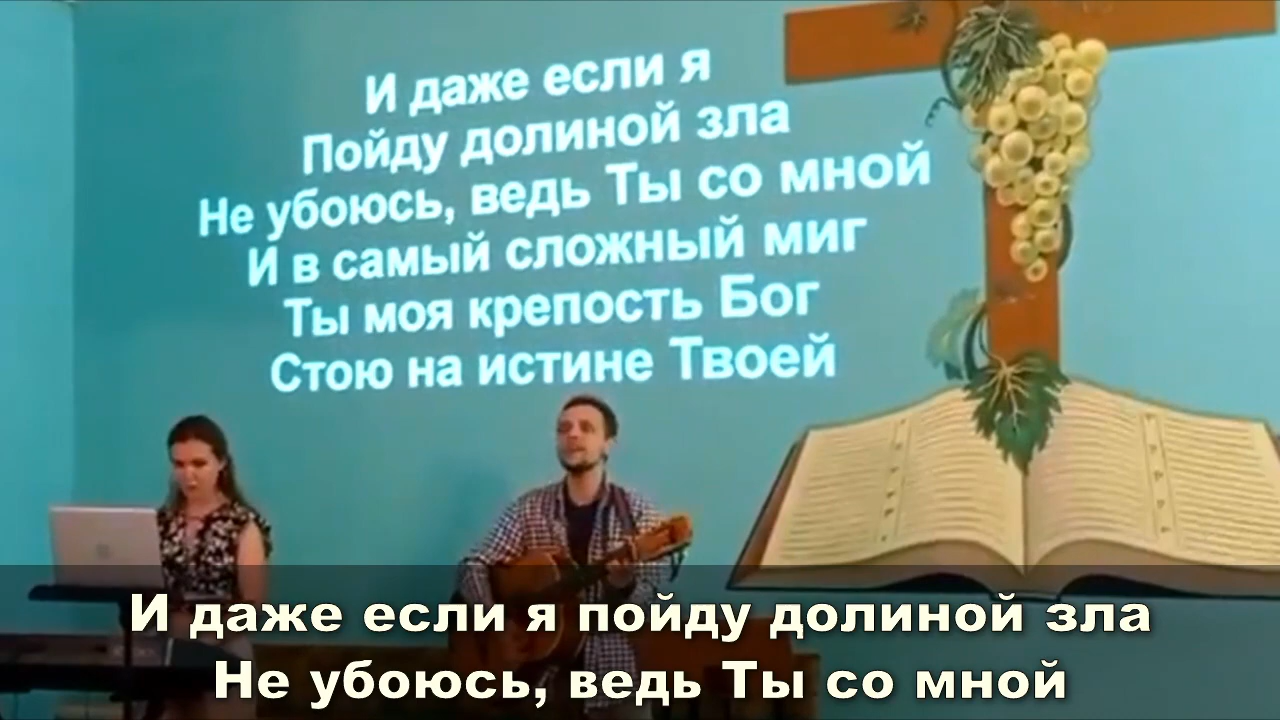 И даже если я
Пойду долиной зла
Не убоюсь, ведь Ты со мной
И в самый сложный миг
Ты моя крепость Бог
Стою на истине Твоей
И даже если я пойду долиной зла
Не убоюсь, ведь Ты со мной